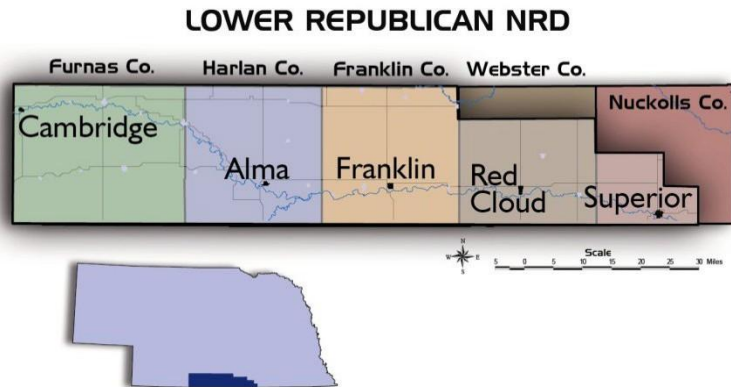 LOWER REPUBLICAN NRD
Furnas Co. Harlan Co. Franklin Co. Webster Co.
Nuckolls Co.
Cambridge
Alma
Franklin
Red
Cloud
Superior
N
W E
S
Scale
5 0 5 10 15 20 25 30 Miles